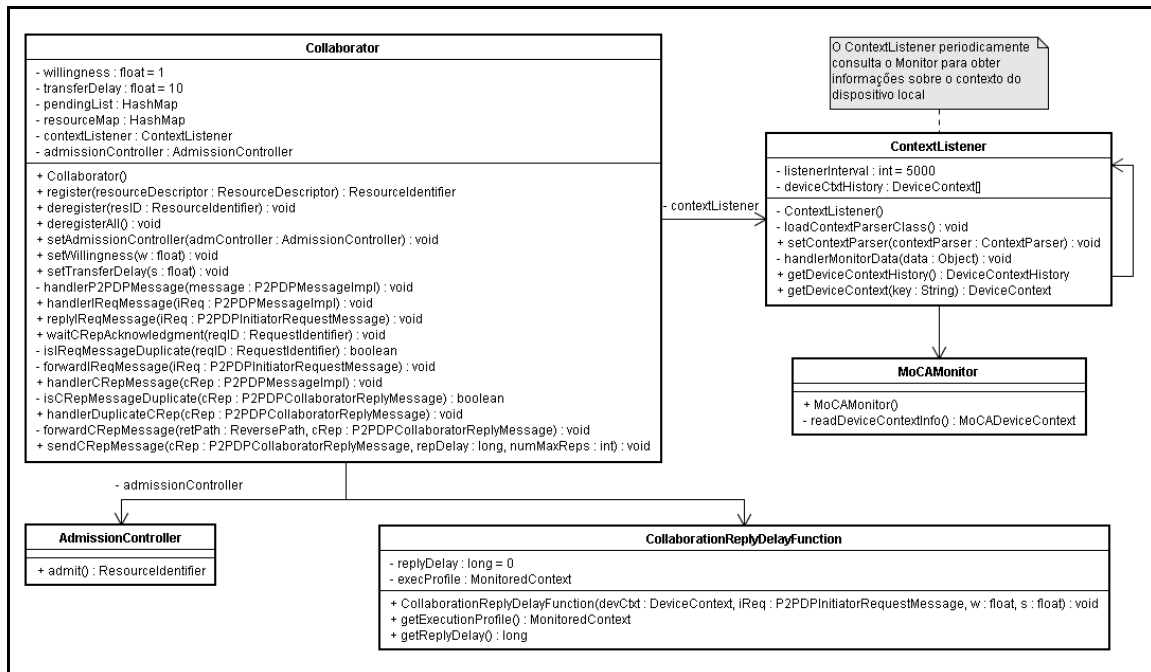 Collaborator
- willingness : float = 1
- transferDelay : float = 10
- pendingList : HashMap
- resourceMap : HashMap
- contextListener : ContextListener
- admissionController : AdmissionController
+ Collaborator()
+ register(resourceDescriptor : ResourceDescriptor) : ResourceIdentifier
+ deregister(resID : ResourceIdentifier) : void
+ deregisterAll() : void
+ setAdmissionController(admController : AdmissionController) : void
+ setWillingness(w : float) : void
+ setTransferDelay(s : float) : void
- handlerP2PDPMessage(message : P2PDPMessageImpl) : void
+ handlerIReqMessage(iReq : P2PDPMessageImpl) : void
+ replyIReqMessage(iReq : P2PDPInitiatorRequestMessage) : void
+ waitCRepAcknowledgment(reqID : RequestIdentifier) : void
- isIReqMessageDuplicate(reqID : RequestIdentifier) : boolean
- forwardIReqMessage(iReq : P2PDPInitiatorRequestMessage) : void
+ handlerCRepMessage(cRep : P2PDPMessageImpl) : void
- isCRepMessageDuplicate(cRep : P2PDPCollaboratorReplyMessage) : boolean
+ handlerDuplicateCRep(cRep : P2PDPCollaboratorReplyMessage) : void
- forwardCRepMessage(retPath : ReversePath, cRep : P2PDPCollaboratorReplyMessage) : void
+ sendCRepMessage(cRep : P2PDPCollaboratorReplyMessage, repDelay : long, numMaxReps : int) : void
O ContextListener periodicamente
consulta o Monitor para obter
informações sobre o contexto do
dispositivo local
- contextListener
ContextListener
- listenerInterval : int = 5000
- deviceCtxtHistory : DeviceContext[]
- ContextListener()
- loadContextParserClass() : void
+ setContextParser(contextParser : ContextParser) : void
- handlerMonitorData(data : Object) : void
+ getDeviceContextHistory() : DeviceContextHistory
+ getDeviceContext(key : String) : DeviceContext
MoCAMonitor
+ MoCAMonitor()
- readDeviceContextInfo() : MoCADeviceContext
- admissionController
AdmissionController
+ admit() : ResourceIdentifier
CollaborationReplyDelayFunction
- replyDelay : long = 0
- execProfile : MonitoredContext
+ CollaborationReplyDelayFunction(devCtxt : DeviceContext, iReq : P2PDPInitiatorRequestMessage, w : float, s : float) : void
+ getExecutionProfile() : MonitoredContext
+ getReplyDelay() : long